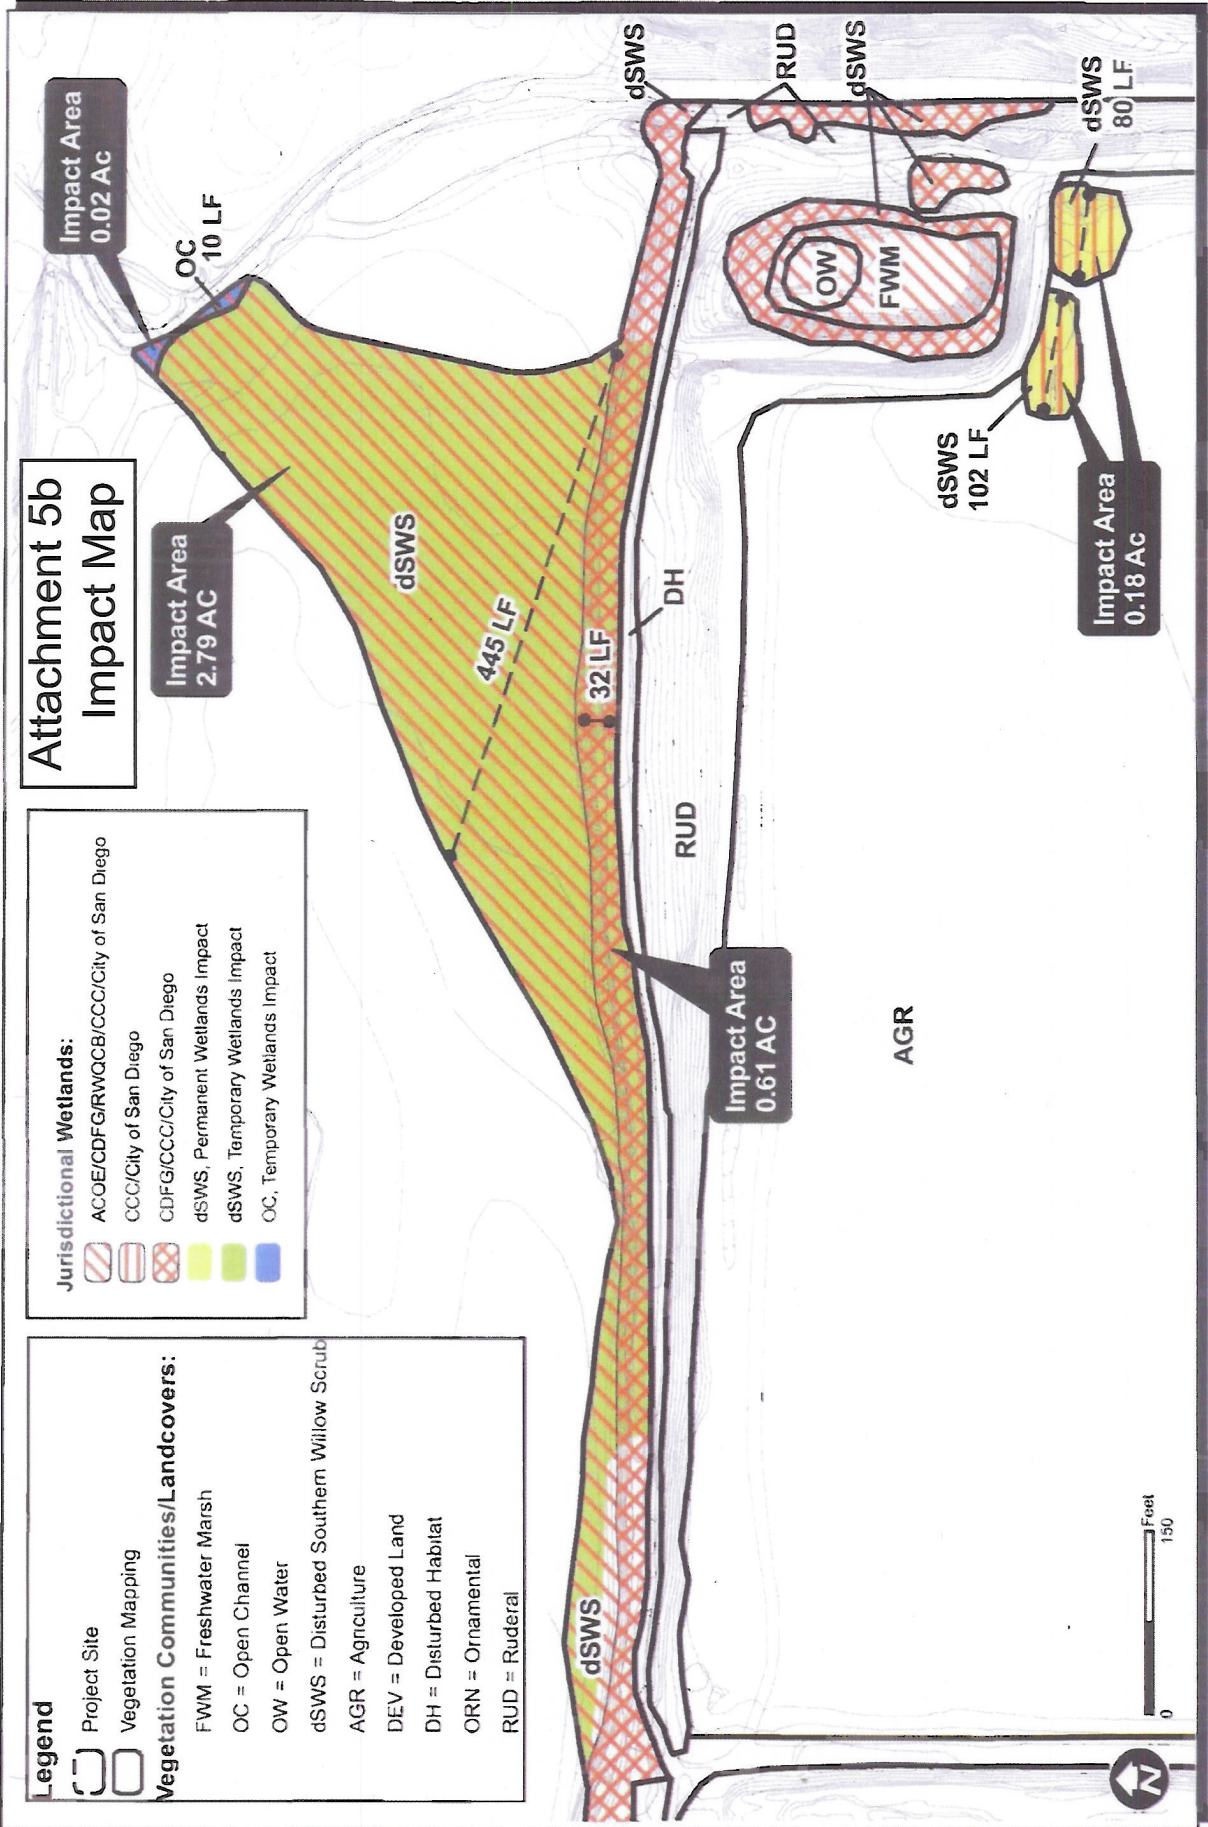 Attachment 5b
Impact Map
Legend
Project Site
Vegetation Mapping
Vegetation Communities/Landcovers:
FWM = Freshwater Marsh
OC = Open Channel
OW = Open Water
dSWS = Disturbed Southern Willow Scrub
AGR = Agriculture
DEV = Developed Land
DH = Disturbed Habitat
ORN = Ornamental
RUD = Ruderal
Jurisdictional Wetlands:
ACOE/CDFG/RWQCB/CCC/City of San Diego
CCC/City of San Diego
CDFG/CCC/City of San Diego
dSWS, Permanent Wetlands Impact
dSWS, Temporary Wetlands Impact
OC, Temporary Wetlands Impact
Impact Area
2.79 AC
Impact Area
0.02 Ac
OC
10 LF
dSWS
445 LF
32 LF
dSWS
DH
RUD
Impact Area
0.61 AC
AGR
dSWS
RUD
dSWS
OW
FWM
dSWS
80 LF
dSWS
102 LF
Impact Area
0.18 Ac
N
0
150
Feet